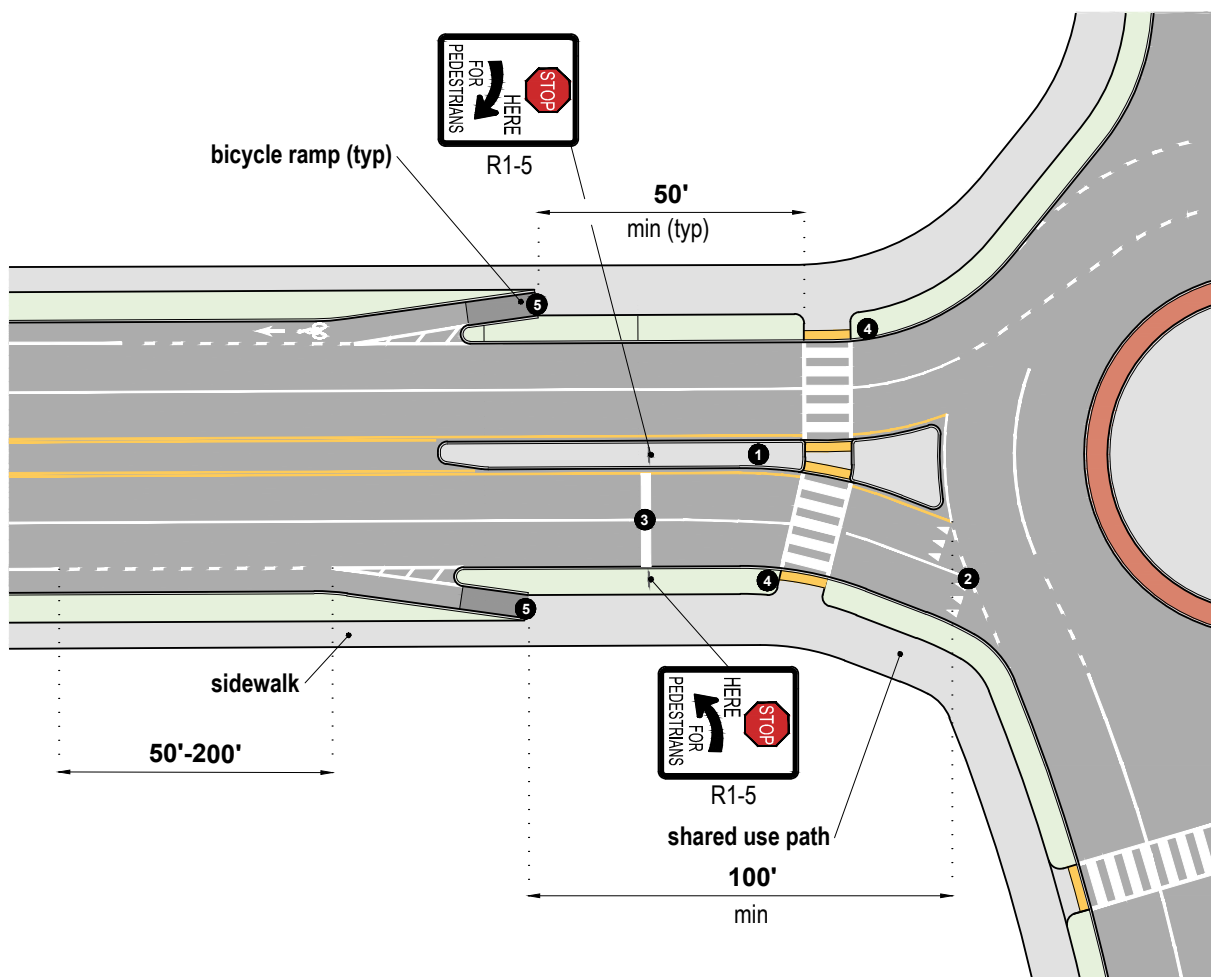 STOP
HERE
FOR
PEDESTRIANS
R1-5
bicycle ramp (typ)
50'
min (typ)
5
4
1
3
2
4
5
sidewalk
50'-200'
STOP
HERE
FOR
PEDESTRIANS
R1-5
shared use path
100'
min